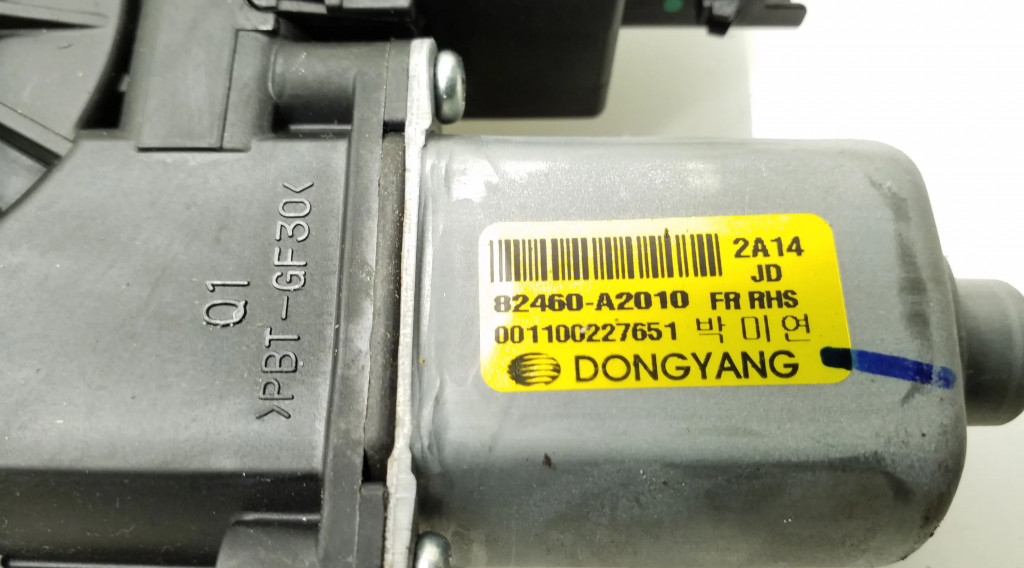 Q1
>PBT-GF30<
2A14
JD
82460-A2010 FR RHS
001100227651 박미연
DONGYANG